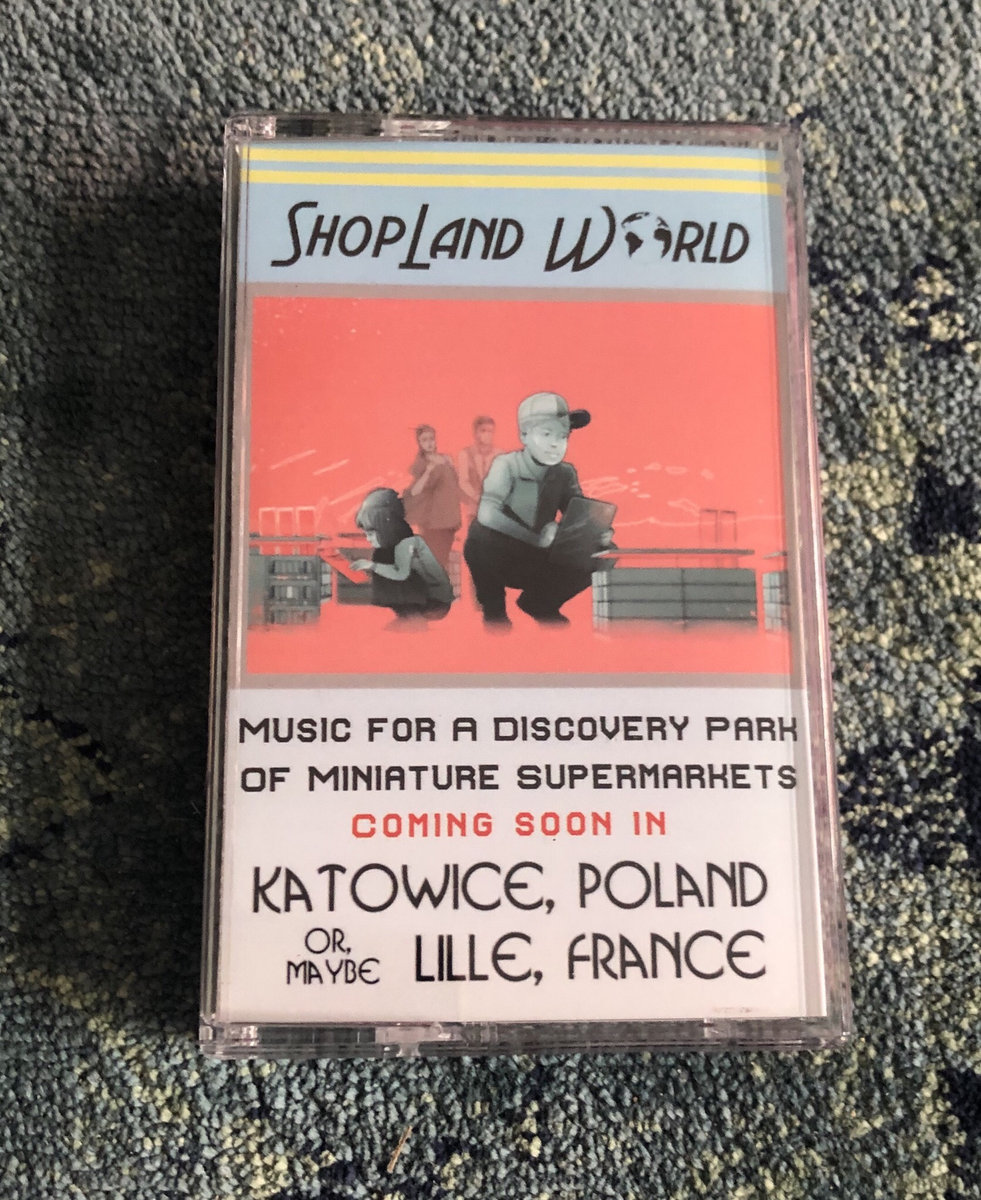 ShopLand World
MUSIC FOR A DISCOVERY PARK
OF MINIATURE SUPERMARKETS
COMING SOON IN
KATOWICE, POLAND
OR, MAYBE LILLE, FRANCE